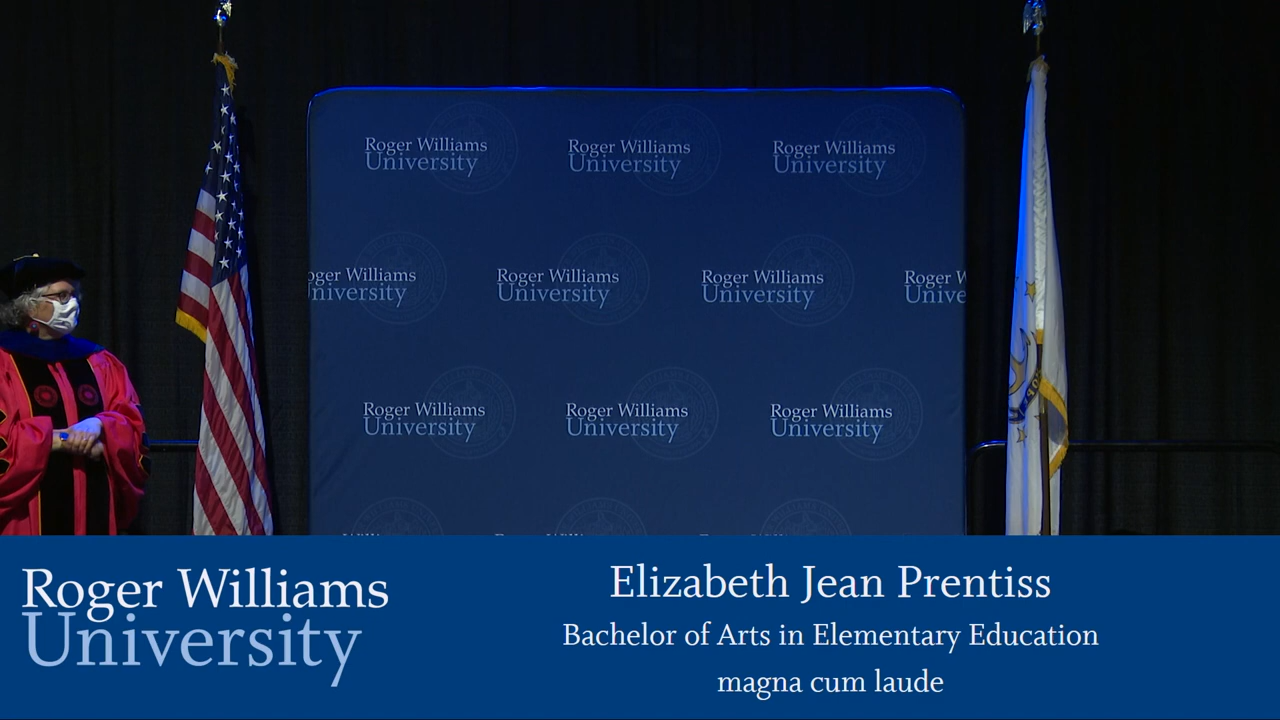 Roger Williams
University
Roger Williams
University
Roger Williams
University
oger Williams
University
Roger Williams
University
Roger Williams
University
Roger W
Unive
Roger Williams
University
Roger Williams
University
Roger Williams
University
Roger Williams
University
Elizabeth Jean Prentiss
Bachelor of Arts in Elementary Education
magna cum laude